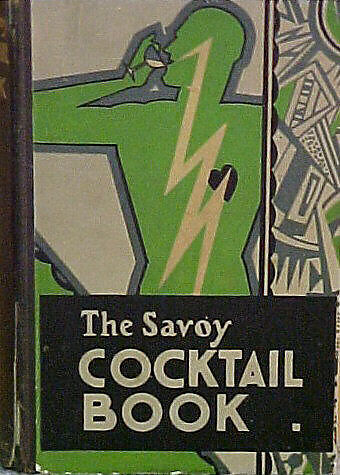 The Savoy
COCKTAIL
BOOK .